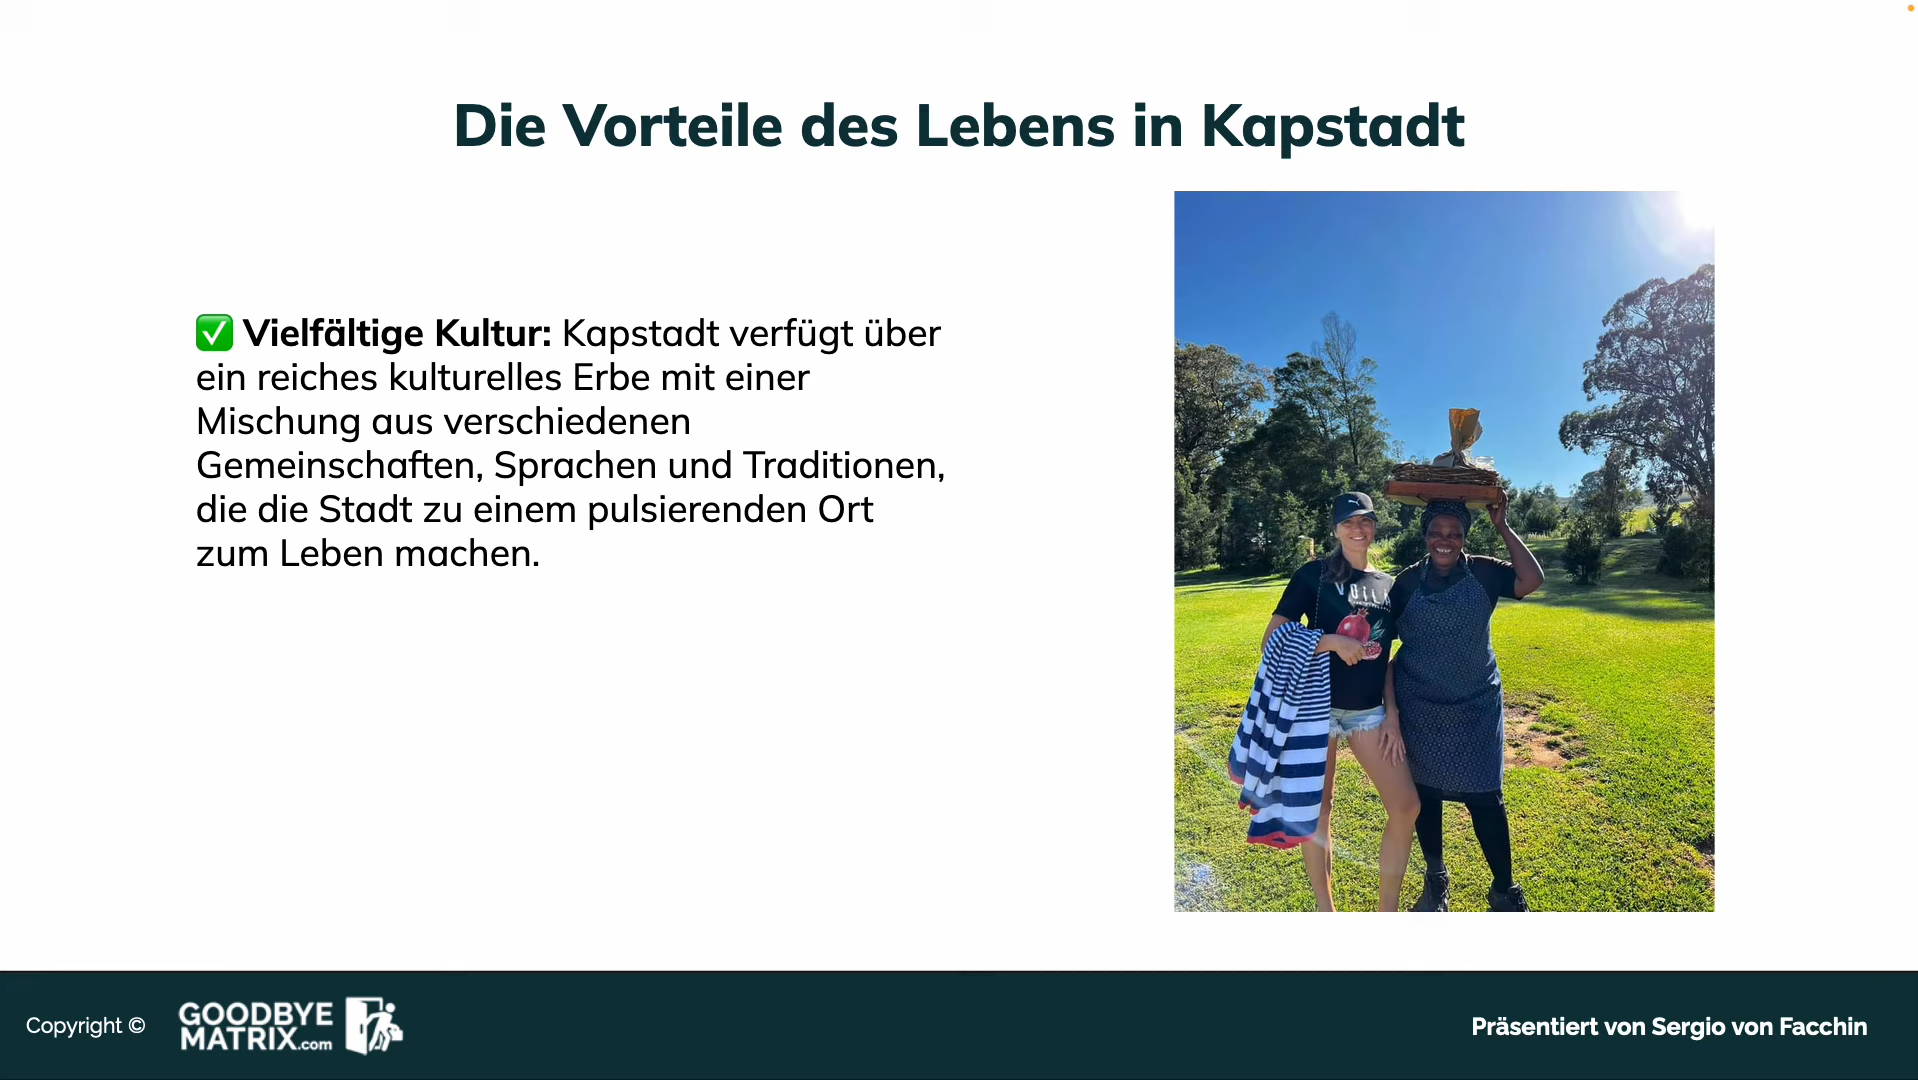 Die Vorteile des Lebens in Kapstadt
✅ Vielfältige Kultur: Kapstadt verfügt über
ein reiches kulturelles Erbe mit einer
Mischung aus verschiedenen
Gemeinschaften, Sprachen und Traditionen,
die die Stadt zu einem pulsierenden Ort
zum Leben machen.
VOILÀ
Copyright ©
GOODBYE
MATRIX.com
Präsentiert von Sergio von Facchin